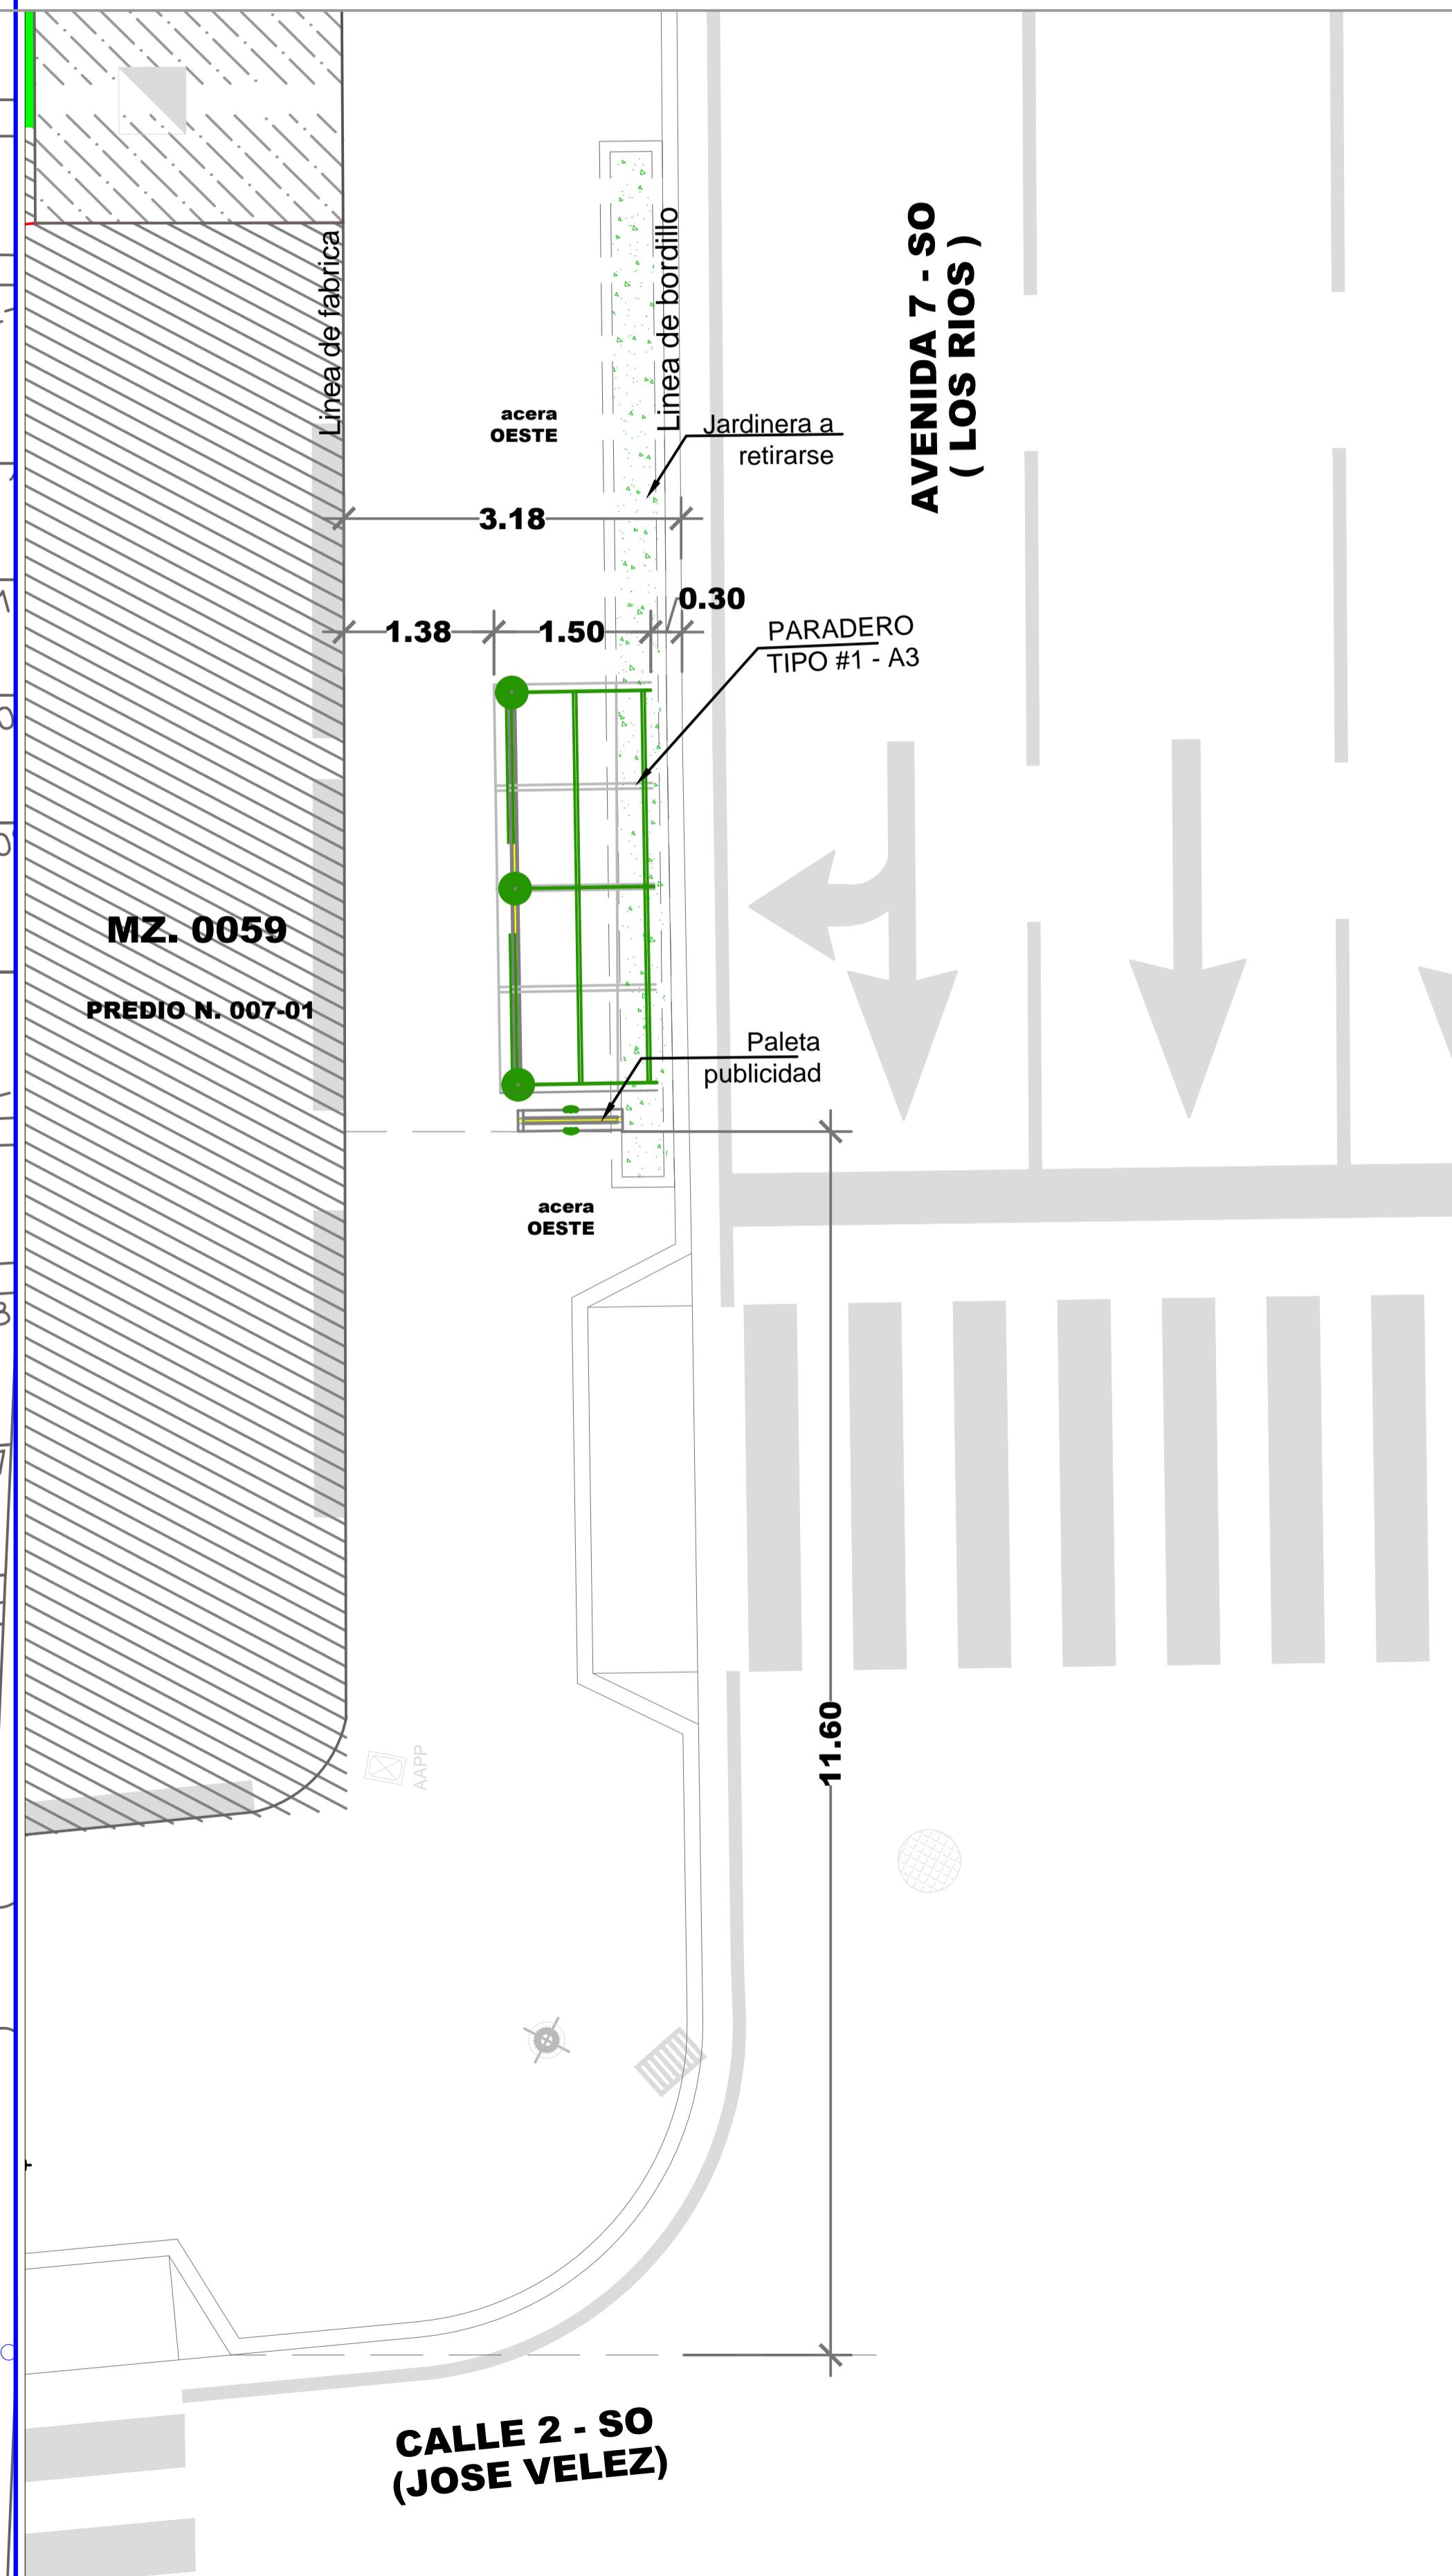 AVENIDA 7 - SO
( LOS RIOS )
Linea de fabrica
Linea de bordillo
acera
OESTE
Jardinera a
retirarse
3.18
0.30
1.38
1.50
PARADERO
TIPO #1 - A3
MZ. 0059
PREDIO N. 007-01
Paleta
publicidad
acera
OESTE
11.60
AAPP
CALLE 2 - SO
(JOSE VELEZ)